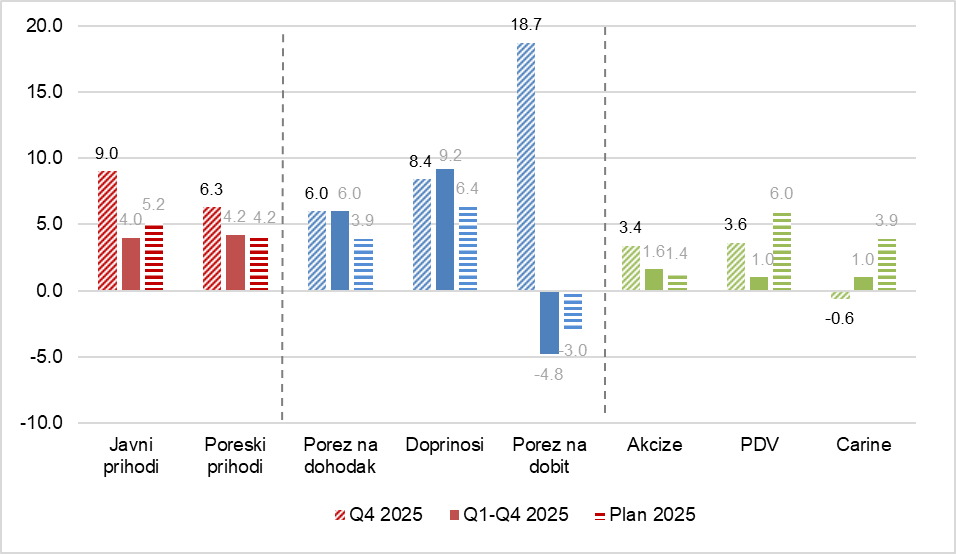 20.0
15.0
10.0
5.0
0.0
-5.0
-10.0
9.0
4.0
5.2
6.3
4.2
4.2
6.0
6.0
3.9
8.4
9.2
6.4
18.7
-4.8
-3.0
3.4
1.6
1.4
3.6
1.0
6.0
-0.6
1.0
3.9
Javni
prihodi
Poreski
prihodi
Porez na
dohodak
Doprinosi
Porez na
dobit
Akcize
PDV
Carine
Q4 2025
Q1-Q4 2025
Plan 2025